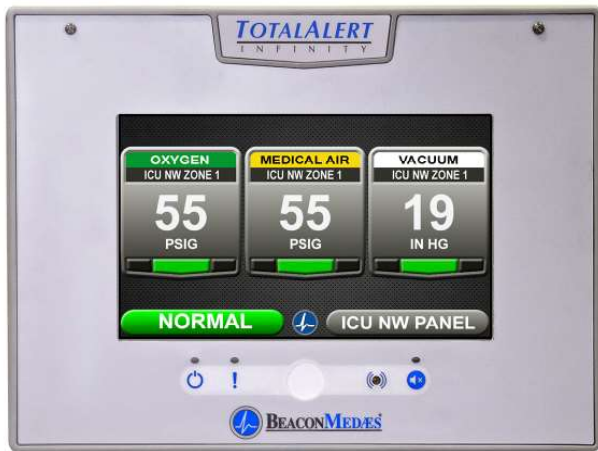 TOTALALERT
INFINITY
OXYGEN
ICU NW ZONE 1
55
PSIG
MEDICAL AIR
ICU NW ZONE 1
55
PSIG
VACUUM
ICU NW ZONE 1
19
IN HG
NORMAL
ICU NW PANEL
!
BEACONMEDÆS